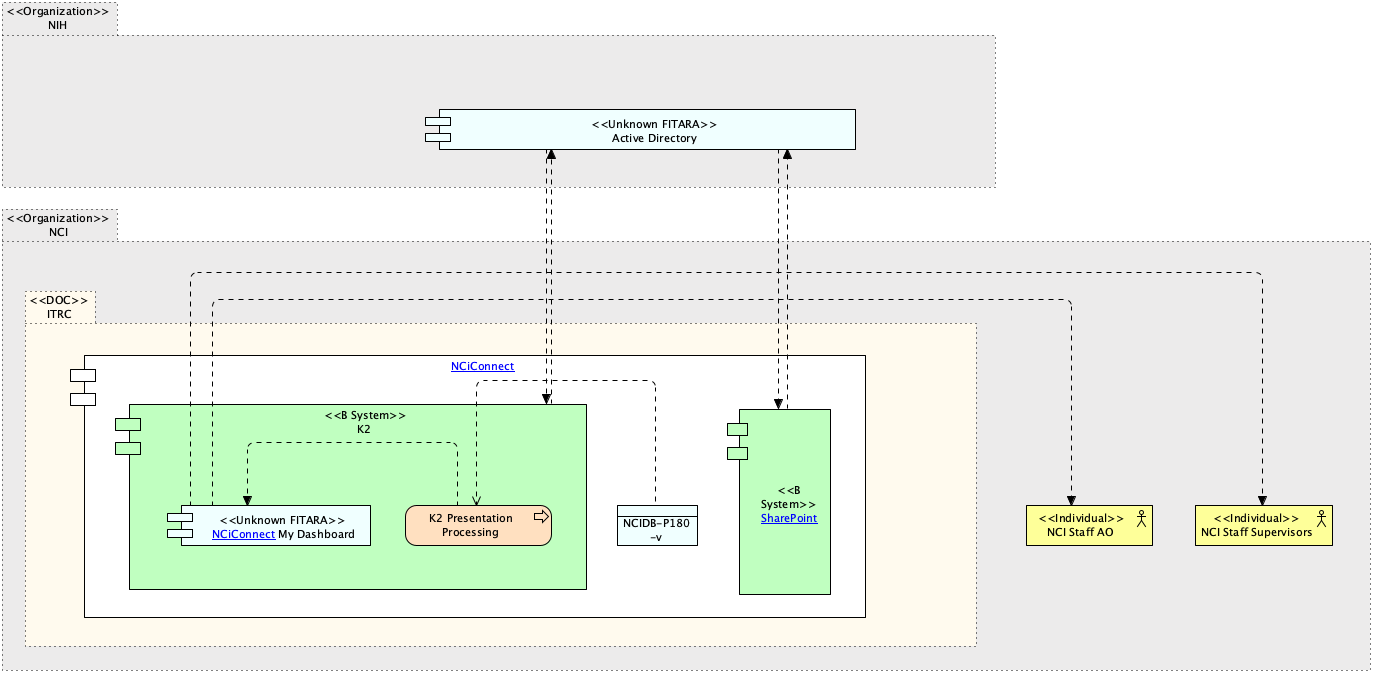 <<Organization>>
NIH
<<Unknown FITARA>>
Active Directory
<<Organization>>
NCI
<<DOC>>
ITRC
NCiConnect
<<B System>>
K2
<<Unknown FITARA>>
NCiConnect My Dashboard
K2 Presentation
Processing
NCIDB-P180
-v
<<B
System>>
SharePoint
<<Individual>>
NCI Staff AO
<<Individual>>
NCI Staff Supervisors